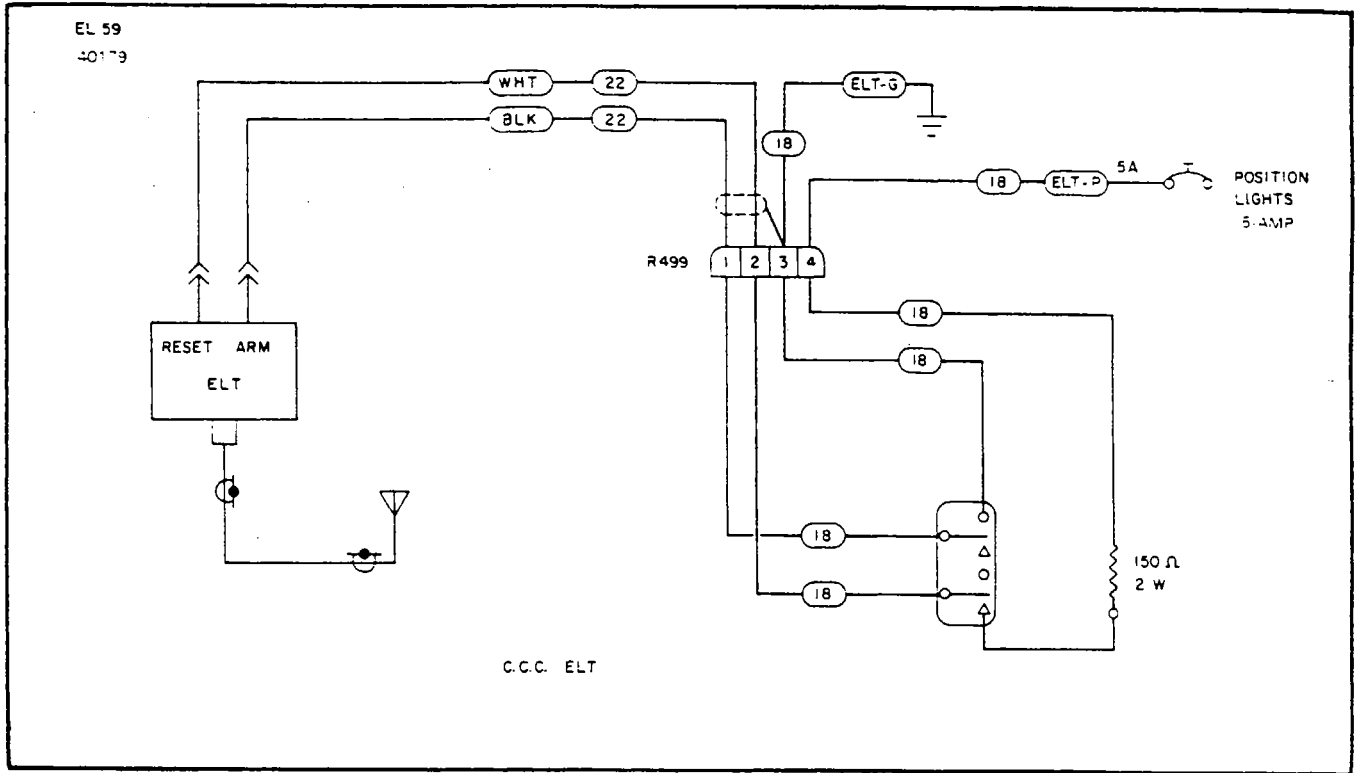 EL 59
WHT 22
BLK 22
ELT-G
18
18 ELT-P 5A
POSITION
LIGHTS
5-AMP
R499 1 2 3 4
18
18
RESET ARM
ELT
18
18
150 Ω
2 W
C.C.C. ELT